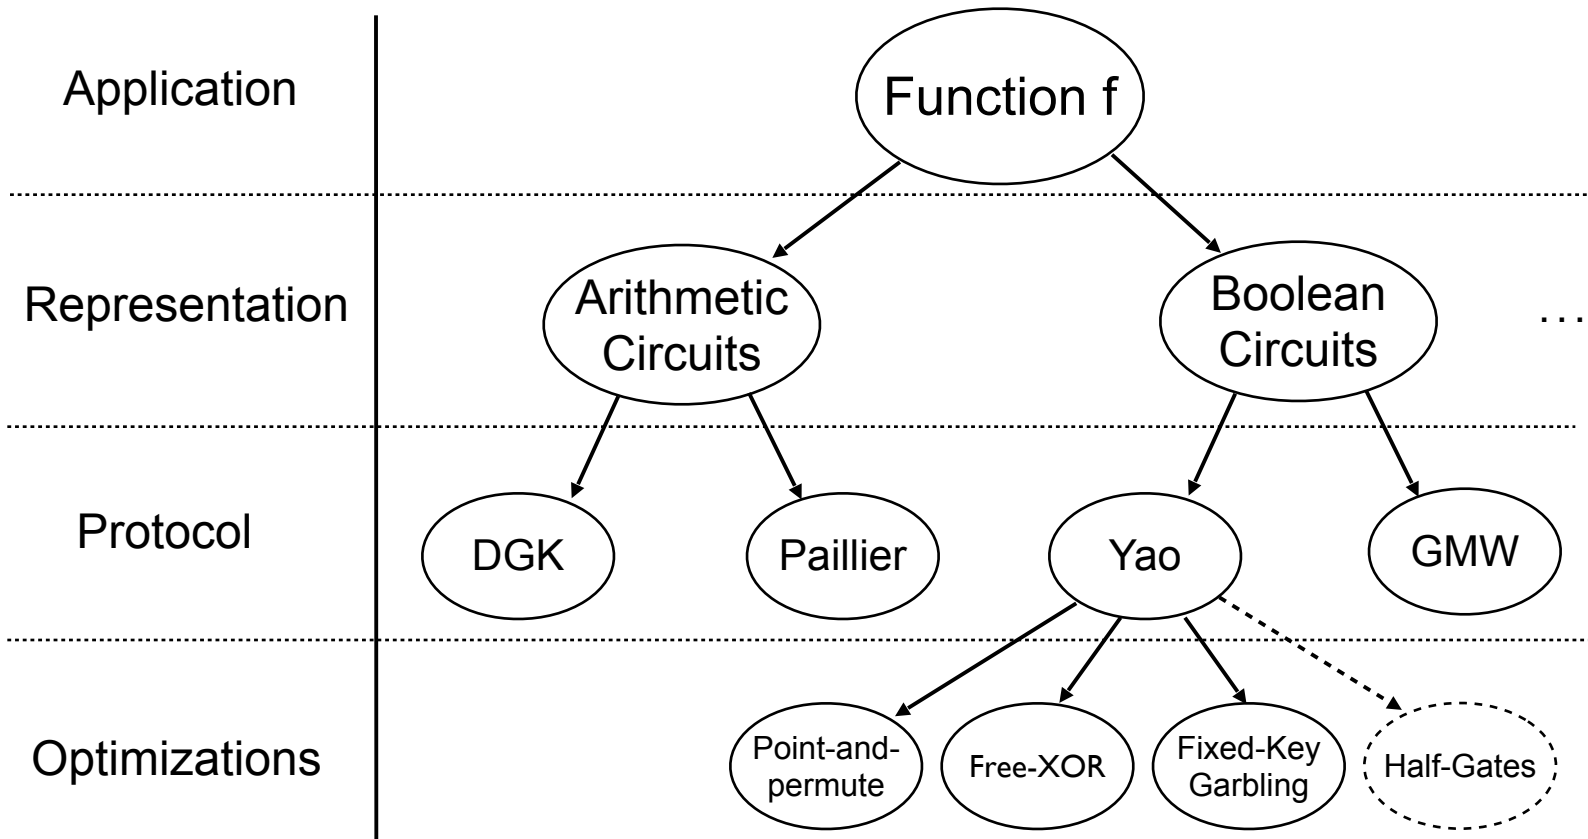 Application
Function f
Representation
Arithmetic
Circuits
Boolean
Circuits
...
Protocol
DGK
Paillier
Yao
GMW
Optimizations
Point-and-
permute
Free-XOR
Fixed-Key
Garbling
Half-Gates